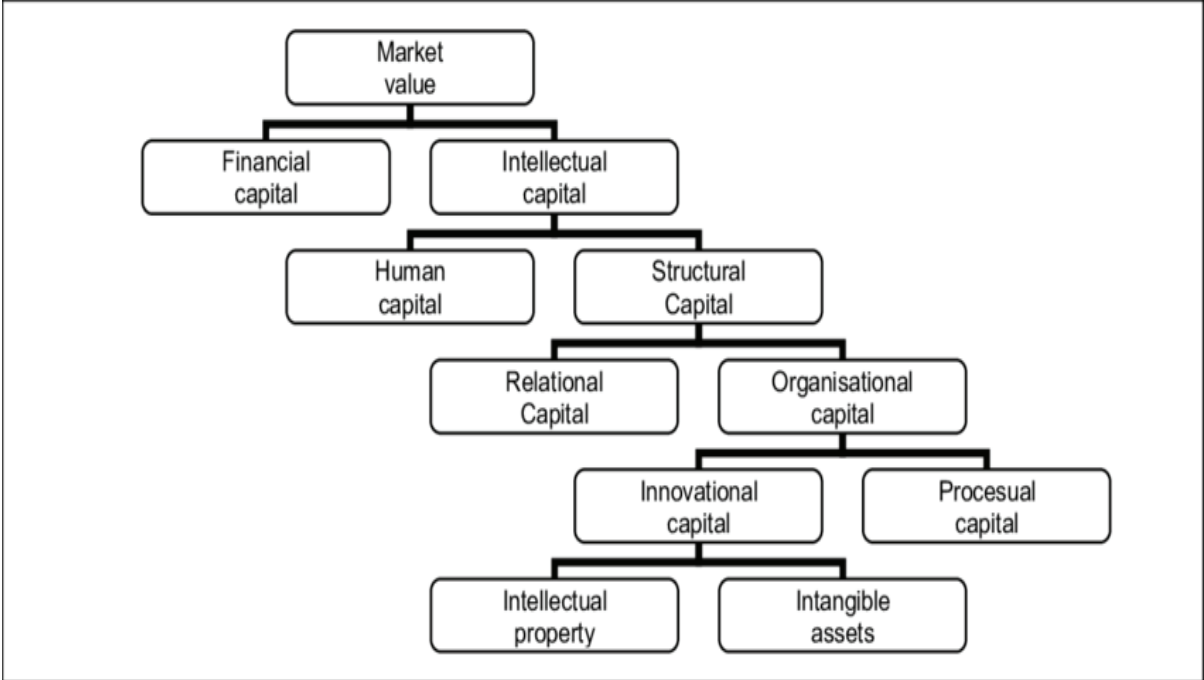 Market
value
Financial
capital
Intellectual
capital
Human
capital
Structural
Capital
Relational
Capital
Organisational
capital
Innovational
capital
Procesual
capital
Intellectual
property
Intangible
assets